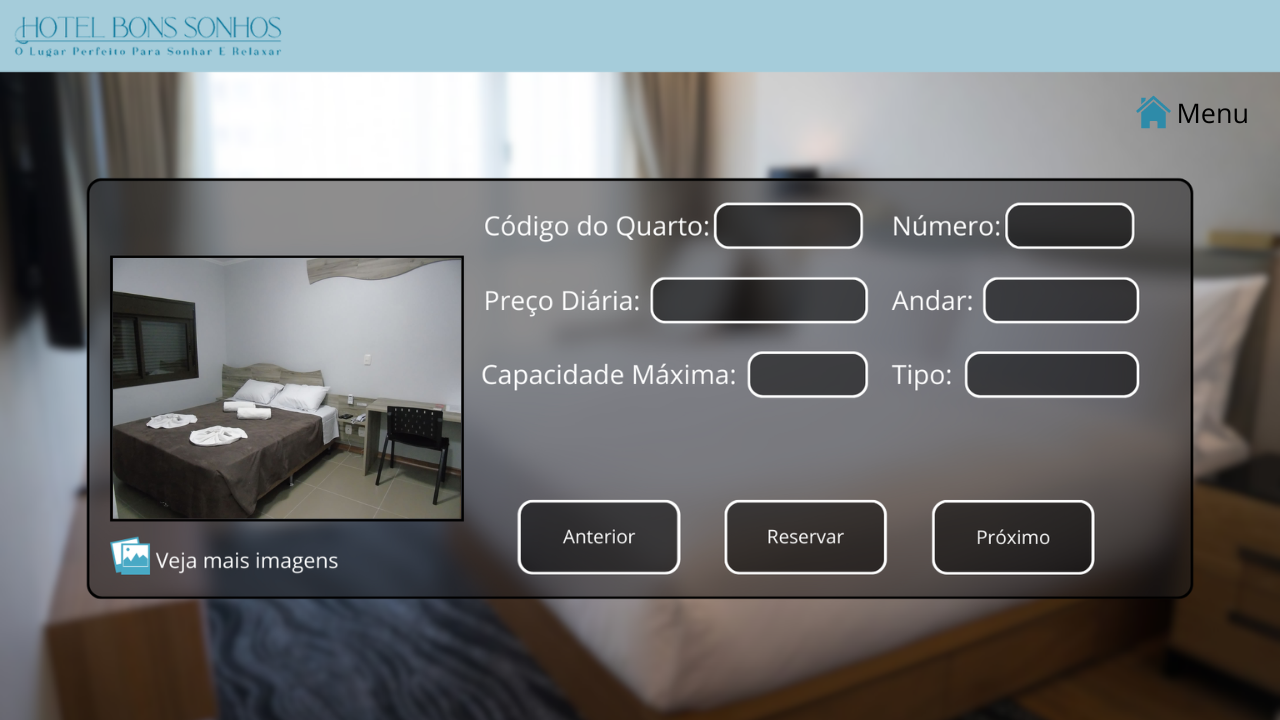 HOTEL BONS SONHOS
O Lugar Perfeito Para Sonhar E Relaxar
Menu
Código do Quarto:
Número:
Preço Diária:
Andar:
Capacidade Máxima:
Tipo:
Anterior
Reservar
Próximo
Veja mais imagens